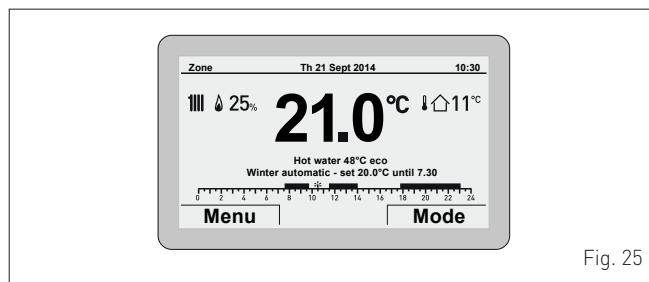 Zone Th 21 Sept 2014 10:30
25% 21.0°C 11°C
Hot water 48°C eco
Winter automatic - set 20.0°C until 7.30
0 2 4 6 8 10 12 14 16 18 20 22 24
Menu Mode
Fig. 25